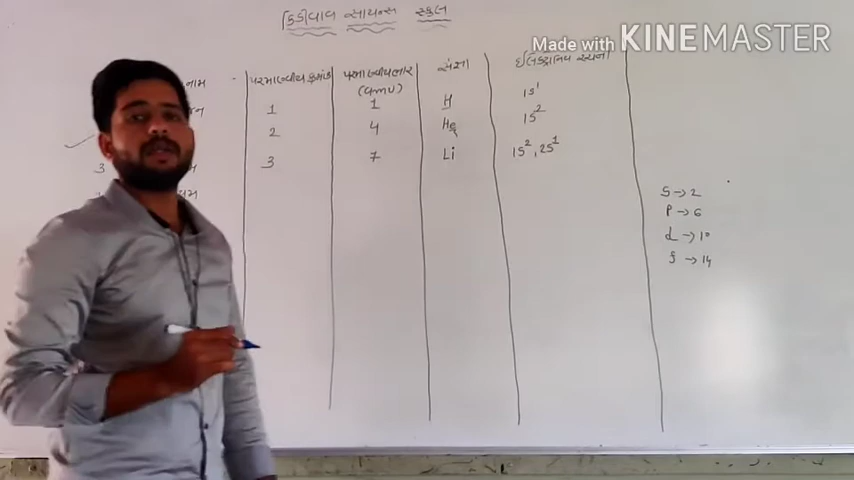 કિડીવાવ સાયન્સ સ્કુલ
Made with KINEMASTER
નામ પરમાણ્વીય ક્રમાંક પરમાણ્વીયભાર સંજ્ઞા ઇલેક્ટ્રોનિય રચના
(amu)
1 1 H 1s¹
2 4 He 1s²
3 3 7 Li 1s², 2s¹
s → 2
p → 6
d → 10
f → 14